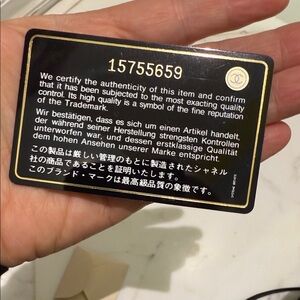 15755659
We certify the authenticity of this item and confirm
that it has been subjected to the most exacting quality
control. Its high quality is a symbol of the fine reputation
of the Trademark.
Wir bestätigen, dass es sich um einen Artikel handelt,
der während seiner Herstellung strengsten Kontrollen
unterworfen war, und dessen erstklassige Qualität
dem hohen Ansehen unserer Marke entspricht.
この製品は厳しい管理のもとに製造されたシャネル
社の商品である事を証明いたします。
このブランド・マークは最高級品質の象徴です。